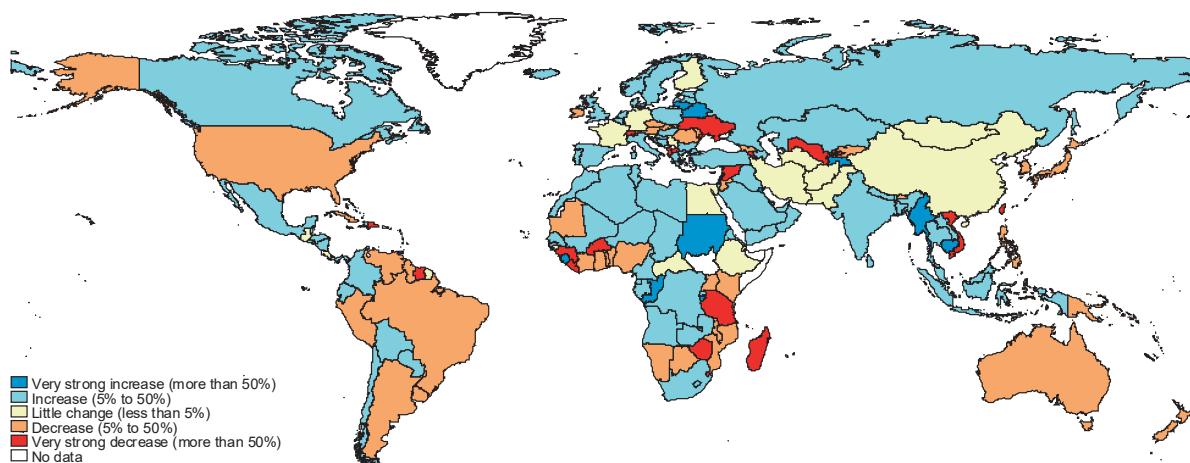 Very strong increase (more than 50%)
Increase (5% to 50%)
Little change (less than 5%)
Decrease (5% to 50%)
Very strong decrease (more than 50%)
No data